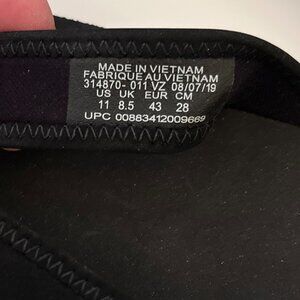 MADE IN VIETNAM
FABRIQUE AU VIETNAM
314870- 011 VZ 08/07/19
US UK EUR CM
11 8.5 43 28
UPC 00883412009669